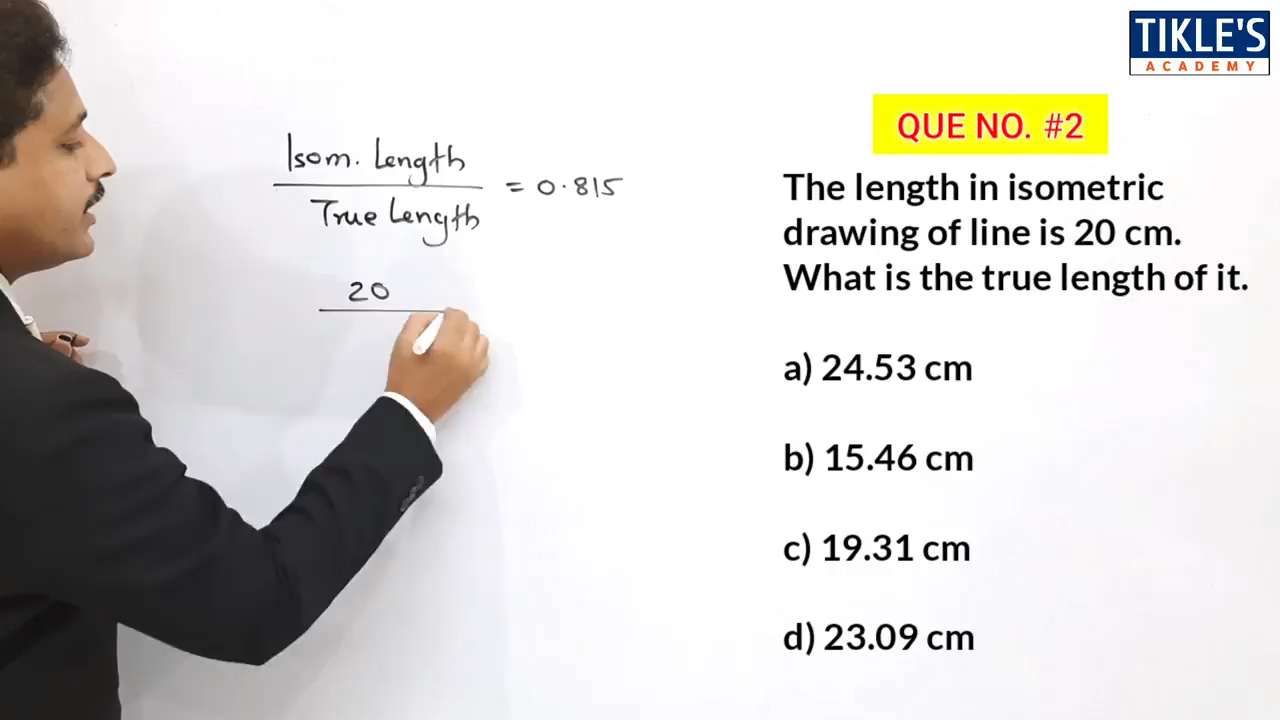 TIKLE'S
ACADEMY
QUE NO. #2
Isom. Length
True Length
= 0.815
20
The length in isometric
drawing of line is 20 cm.
What is the true length of it.
a) 24.53 cm
b) 15.46 cm
c) 19.31 cm
d) 23.09 cm